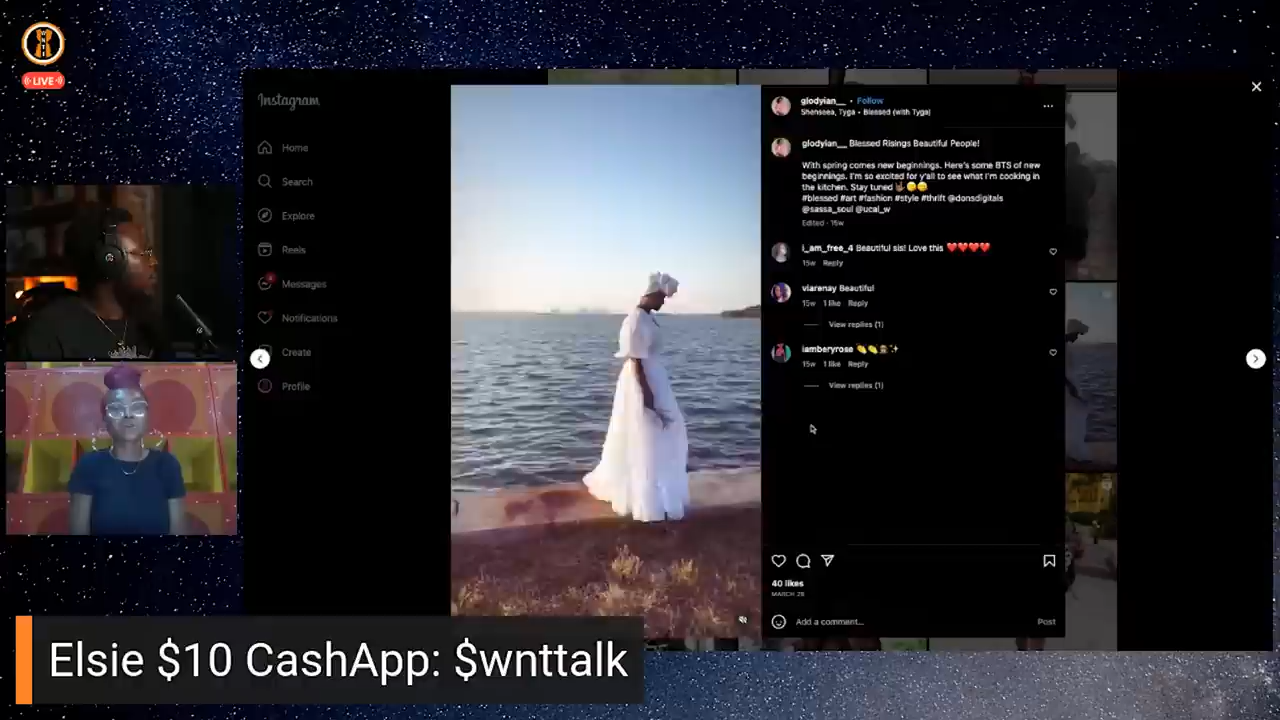 LIVE
Instagram
Home
Search
Explore
Reels
Messages
Notifications
Create
Profile
glodyian__ • Follow
Shenseea, Tyga • Blessed (with Tyga)
glodyian__ Blessed Risings Beautiful People!
With spring comes new beginnings. Here's some BTS of new
beginnings. I'm so excited for y'all to see what I'm cooking in
the kitchen. Stay tuned
#blessed #art #fashion #style #thrift @donsdigitals
@sassa_soul @ucal_w
Edited · 15w
i_am_free_4 Beautiful sis! Love this
15w Reply
viarenay Beautiful
15w 1 like Reply
View replies (1)
iamberyrose
15w 1 like Reply
View replies (1)
40 likes
MARCH 28
Add a comment... Post
Elsie $10 CashApp: $wnttalk